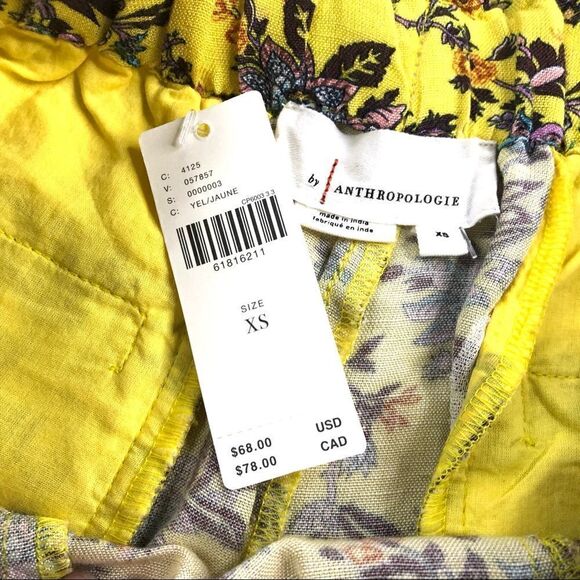 C: 4125
V: 057857
S: 0000003
C: YEL/JAUNE
CP6003 3.3
61816211
SIZE
XS
$68.00 USD
$78.00 CAD
by ANTHROPOLOGIE
made in India
fabriqué en inde
XS